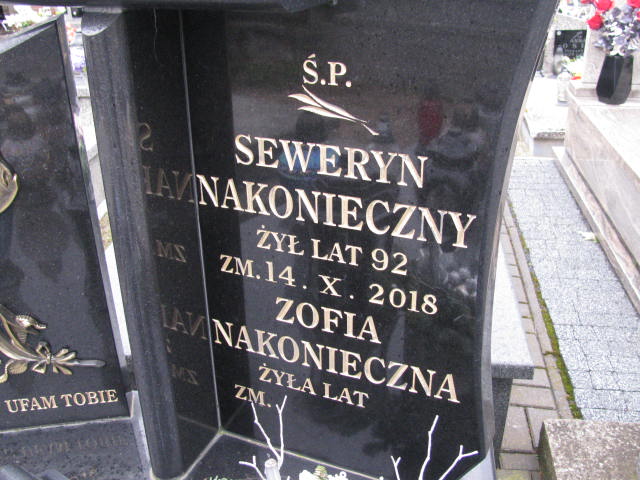 Ś.P.
SEWERYN
NAKONIECZNY
ŻYŁ LAT 92
ZM. 14 . X . 2018
ZOFIA
NAKONIECZNA
ŻYŁA LAT
ZM.
UFAM TOBIE